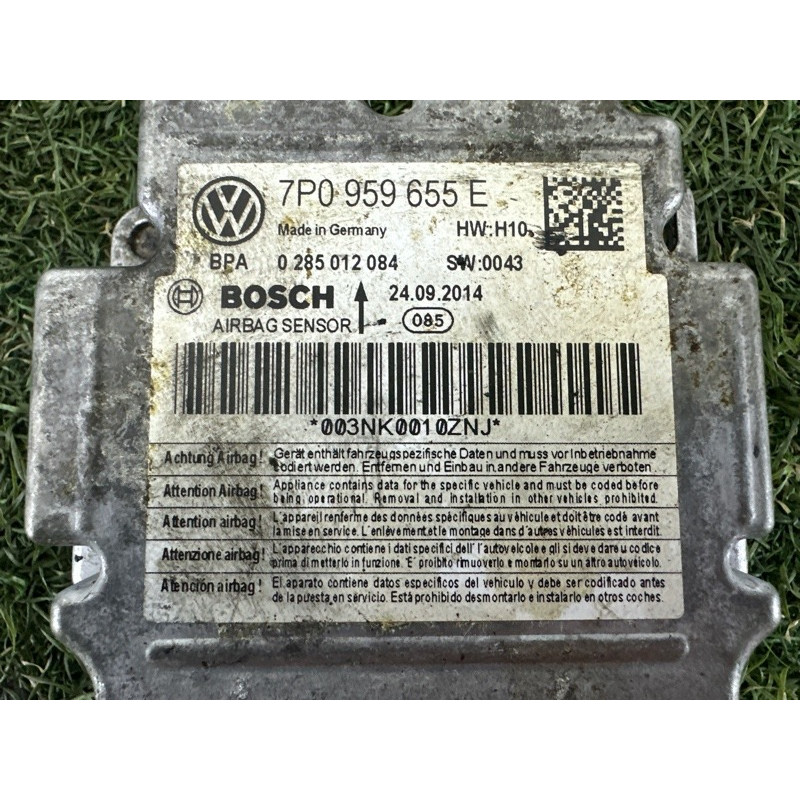 7P0 959 655 E
Made in Germany HW:H10
BPA 0 285 012 084 SW:0043
BOSCH 24.09.2014
AIRBAG SENSOR 085
*003NK0010ZNJ*
Achtung Airbag! Gerät enthält fahrzeugspezifische Daten und muss vor Inbetriebnahme
codiert werden. Entfernen und Einbau in andere Fahrzeuge verboten.
Attention Airbag! Appliance contains data for the specific vehicle and must be coded before
being operational. Removal and installation in other vehicles prohibited.
Attention airbag! L'appareil renferme des données spécifiques au véhicule et doit être codé avant
la mise en service. L'enlèvement et le montage dans d'autres véhicules est interdit.
Attenzione airbag! L'apparecchio contiene i dati specifici dell'l'autoveicolo e gli si deve dare u codice
prima di metterlo in funzione. 'E' proibito rimuoverlo e montarlo su un altro autoveicolo.
Atención airbag! El aparato contiene datos específicos del vehiculo y debe ser codificado antes
de la puesta en servicio. Está prohibido desmontarlo e instalarlo en otros coches.